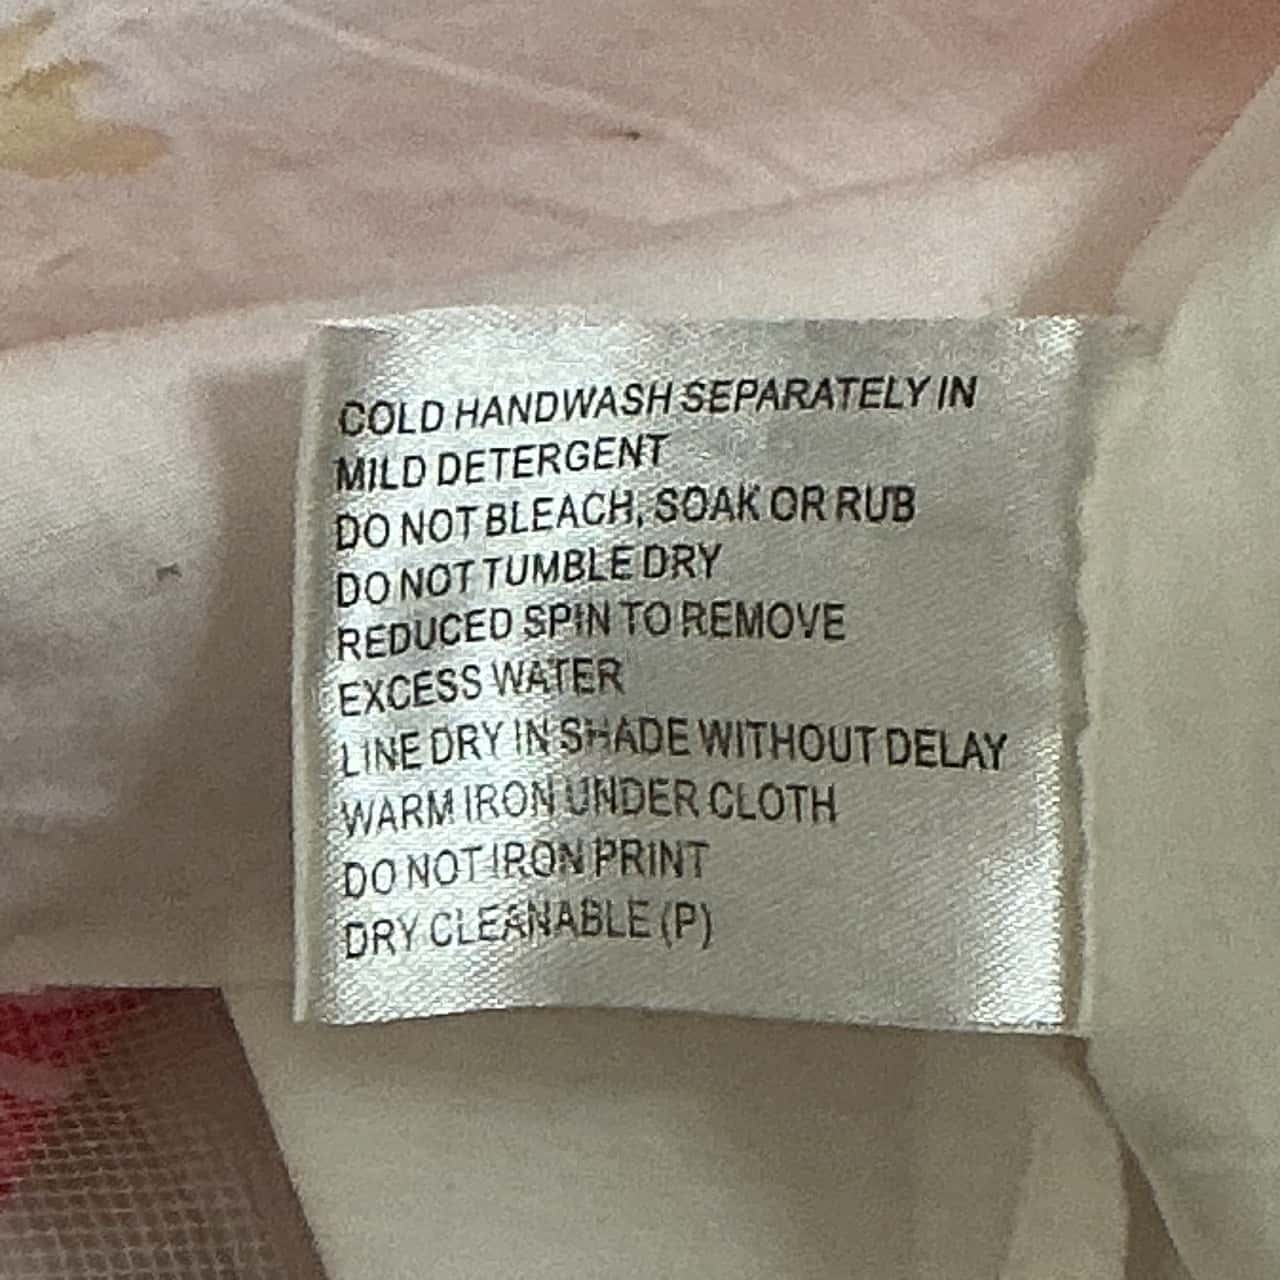 COLD HANDWASH SEPARATELY IN
MILD DETERGENT
DO NOT BLEACH, SOAK OR RUB
DO NOT TUMBLE DRY
REDUCED SPIN TO REMOVE
EXCESS WATER
LINE DRY IN SHADE WITHOUT DELAY
WARM IRON UNDER CLOTH
DO NOT IRON PRINT
DRY CLEANABLE (P)